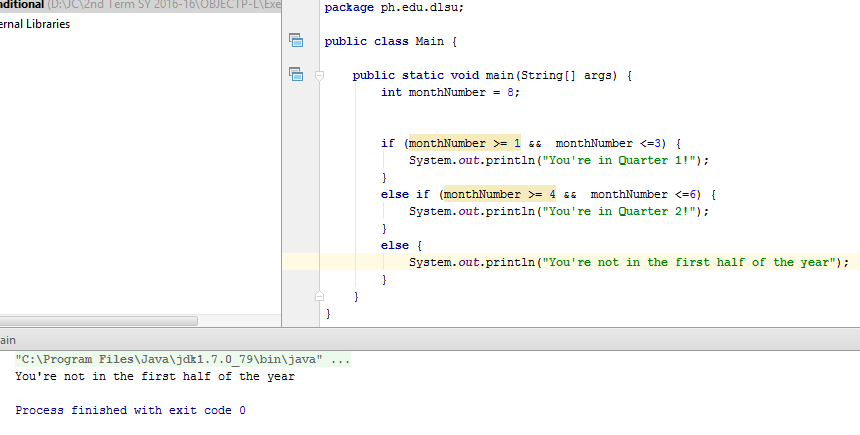 nditional (D:\JC\2nd Term SY 2016-16\OBJECTP-L\Exe
ernal Libraries
package ph.edu.dlsu;
public class Main {
public static void main(String[] args) {
int monthNumber = 8;
if (monthNumber >= 1 &&  monthNumber <=3) {
System.out.println("You're in Quarter 1!");
}
else if (monthNumber >= 4 &&  monthNumber <=6) {
System.out.println("You're in Quarter 2!");
}
else {
System.out.println("You're not in the first half of the year");
}
}
}
ain
"C:\Program Files\Java\jdk1.7.0_79\bin\java" ...
You're not in the first half of the year
Process finished with exit code 0